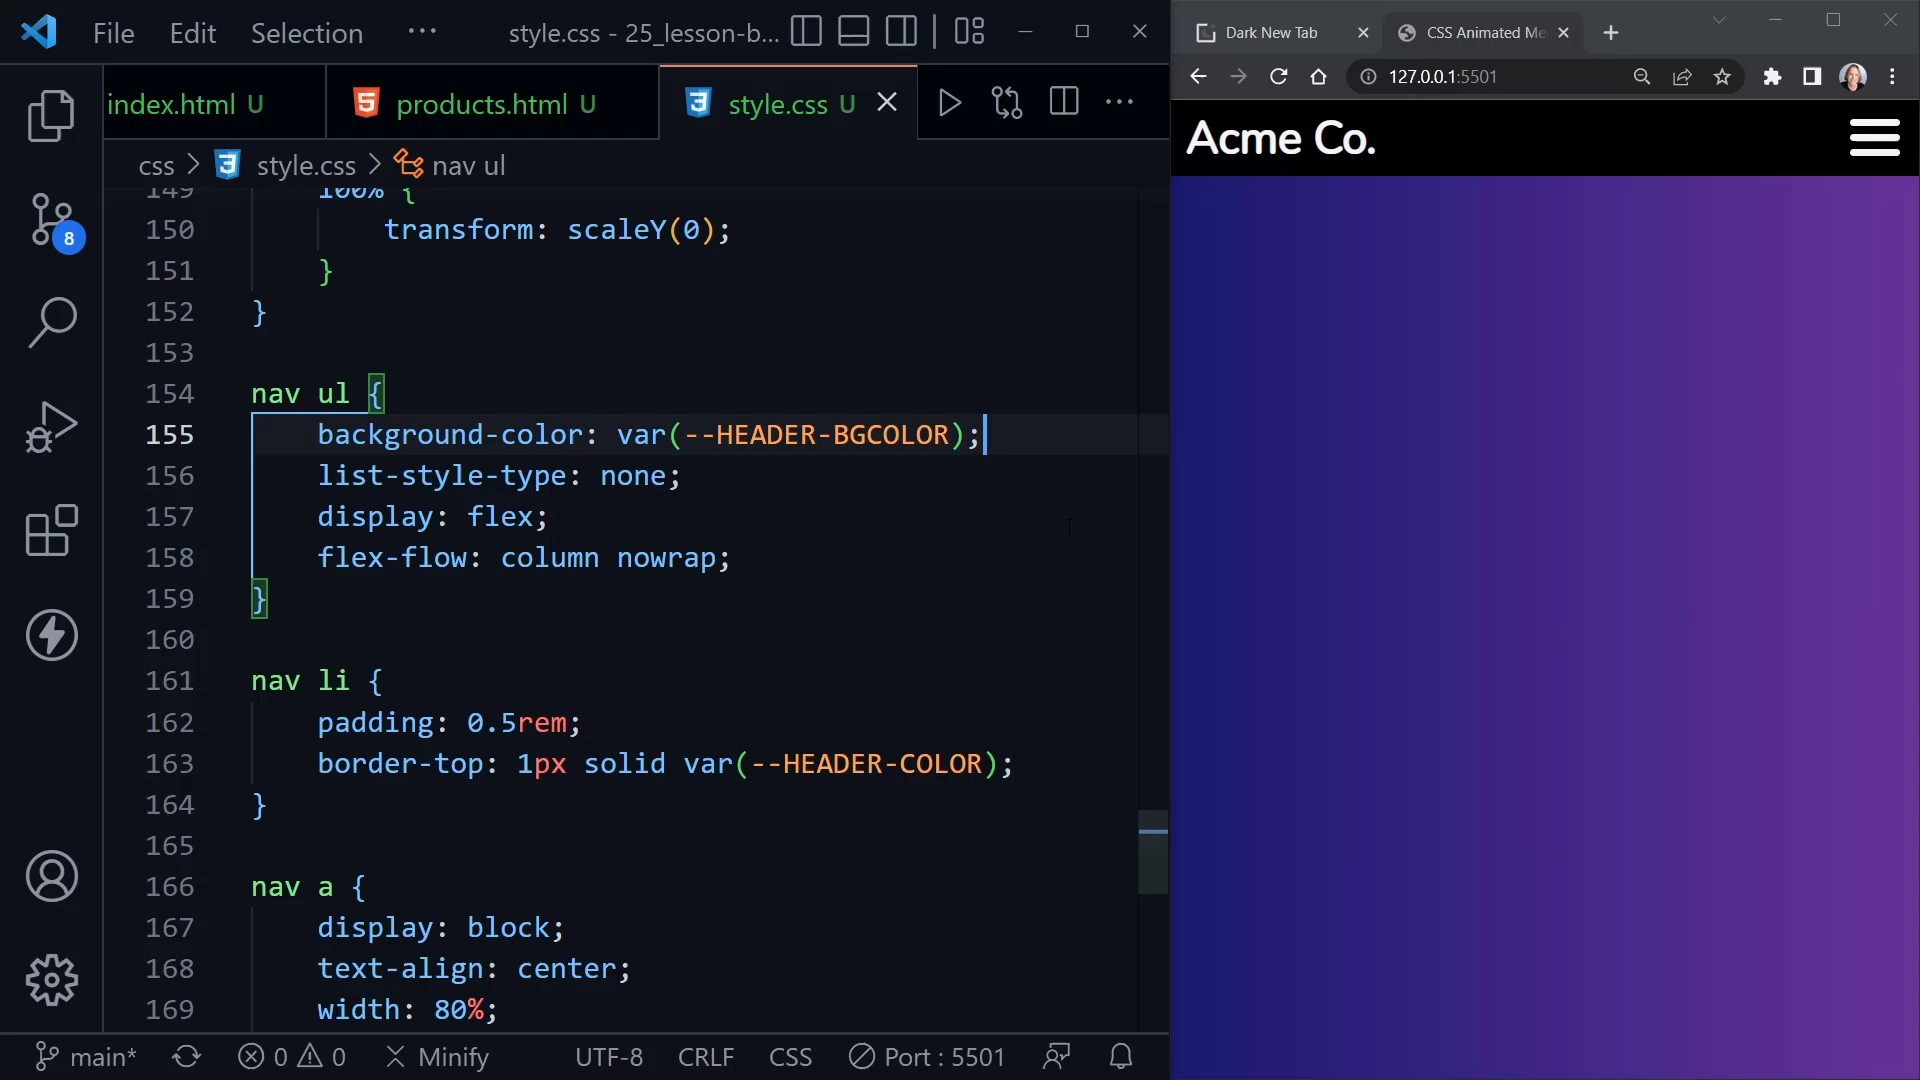 File Edit Selection ··· style.css - 25_lesson-b...
index.html U products.html U style.css U
css > style.css > nav ul
149 100% {
150 transform: scaleY(0);
151 }
152 }
153
154 nav ul {
155 background-color: var(--HEADER-BGCOLOR);
156 list-style-type: none;
157 display: flex;
158 flex-flow: column nowrap;
159 }
160
161 nav li {
162 padding: 0.5rem;
163 border-top: 1px solid var(--HEADER-COLOR);
164 }
165
166 nav a {
167 display: block;
168 text-align: center;
169 width: 80%;
8
main* 0 0 Minify UTF-8 CRLF CSS Port : 5501
Dark New Tab CSS Animated Me
127.0.0.1:5501
Acme Co.